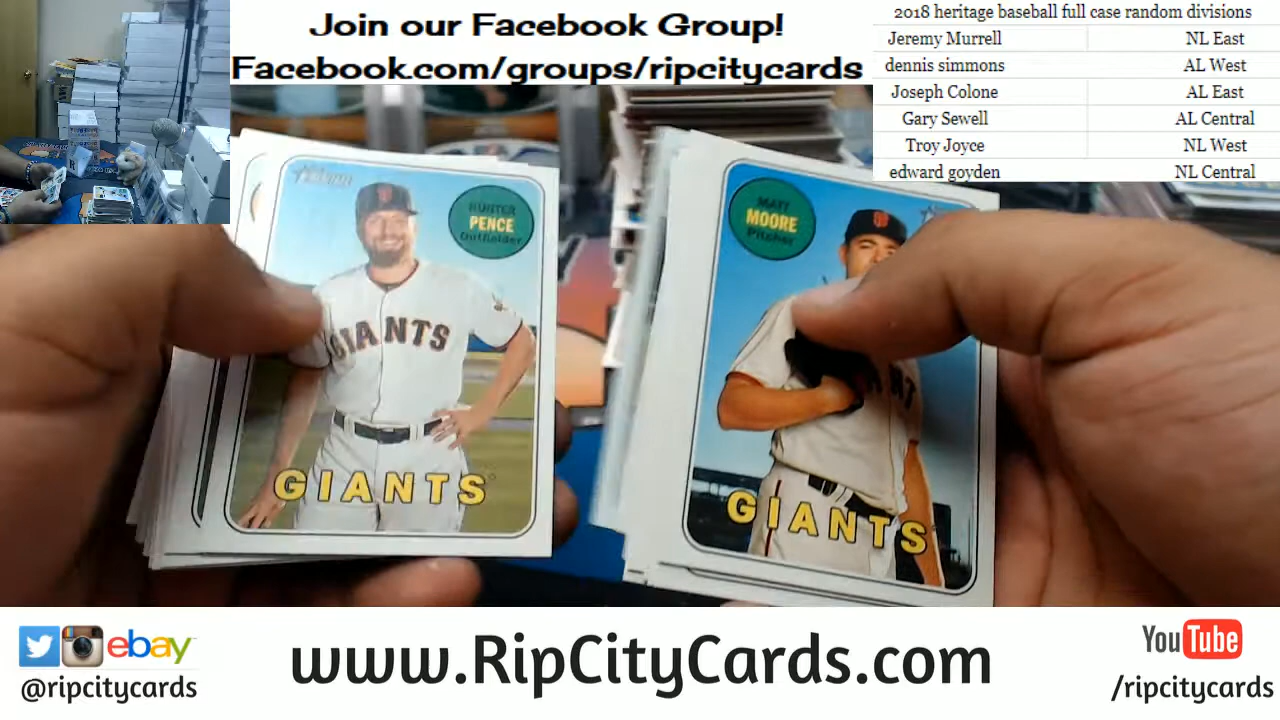 Join our Facebook Group!
Facebook.com/groups/ripcitycards
2018 heritage baseball full case random divisions
Jeremy Murrell NL East
dennis simmons AL West
Joseph Colone AL East
Gary Sewell AL Central
Troy Joyce NL West
edward goyden NL Central
Heritage
HUNTER
PENCE
Outfielder
GIANTS
GIANTS
MATT
MOORE
Pitcher
GIANTS
ebay
@ripcitycards
www.RipCityCards.com
YouTube
/ripcitycards